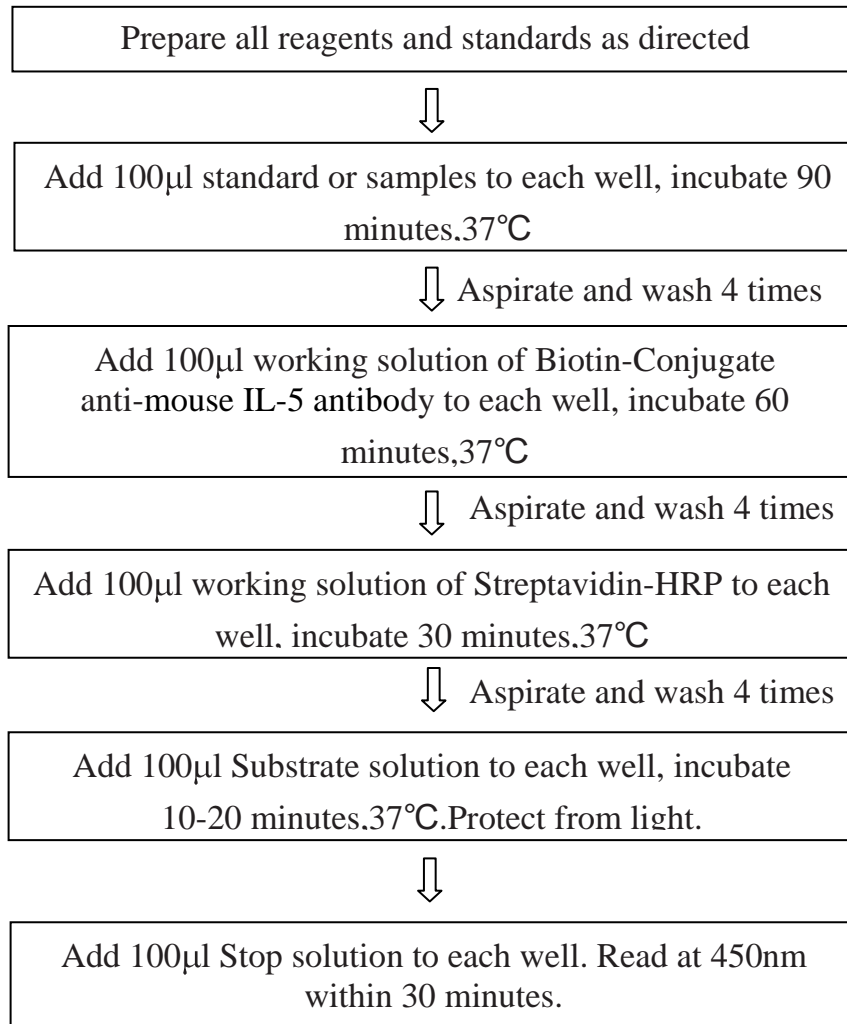 Prepare all reagents and standards as directed
Add 100μl standard or samples to each well, incubate 90
minutes,37℃
Aspirate and wash 4 times
Add 100μl working solution of Biotin-Conjugate
anti-mouse IL-5 antibody to each well, incubate 60
minutes,37℃
Aspirate and wash 4 times
Add 100μl working solution of Streptavidin-HRP to each
well, incubate 30 minutes,37℃
Aspirate and wash 4 times
Add 100μl Substrate solution to each well, incubate
10-20 minutes,37℃.Protect from light.
Add 100μl Stop solution to each well. Read at 450nm
within 30 minutes.